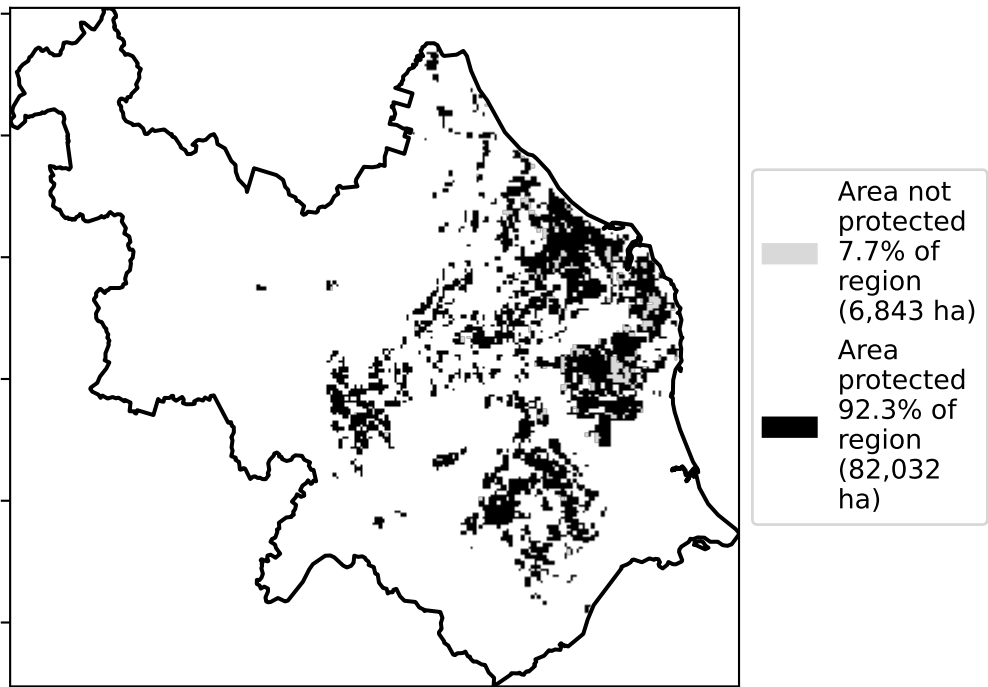 Area not
protected
7.7% of
region
(6,843 ha)
Area
protected
92.3% of
region
(82,032
ha)